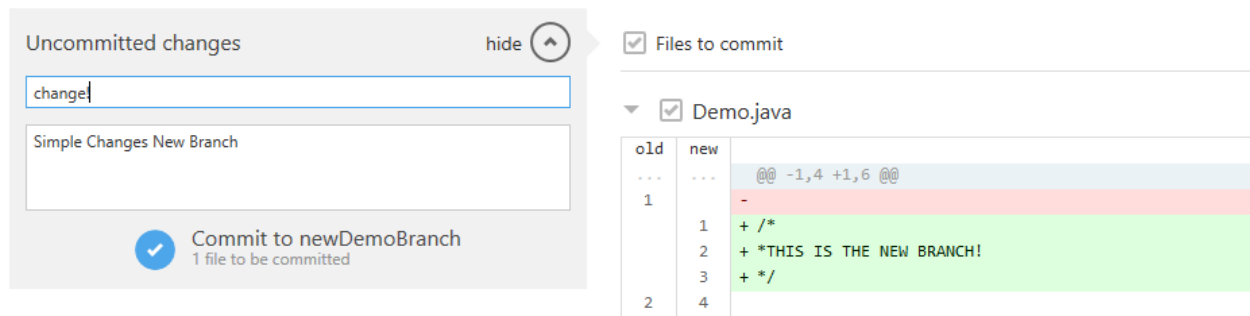 Uncommitted changes
hide
change!
Simple Changes New Branch
Commit to newDemoBranch
1 file to be committed
Files to commit
Demo.java
old new
... ... @@ -1,4 +1,6 @@
1 -
1 + /*
2 + *THIS IS THE NEW BRANCH!
3 + */
2 4